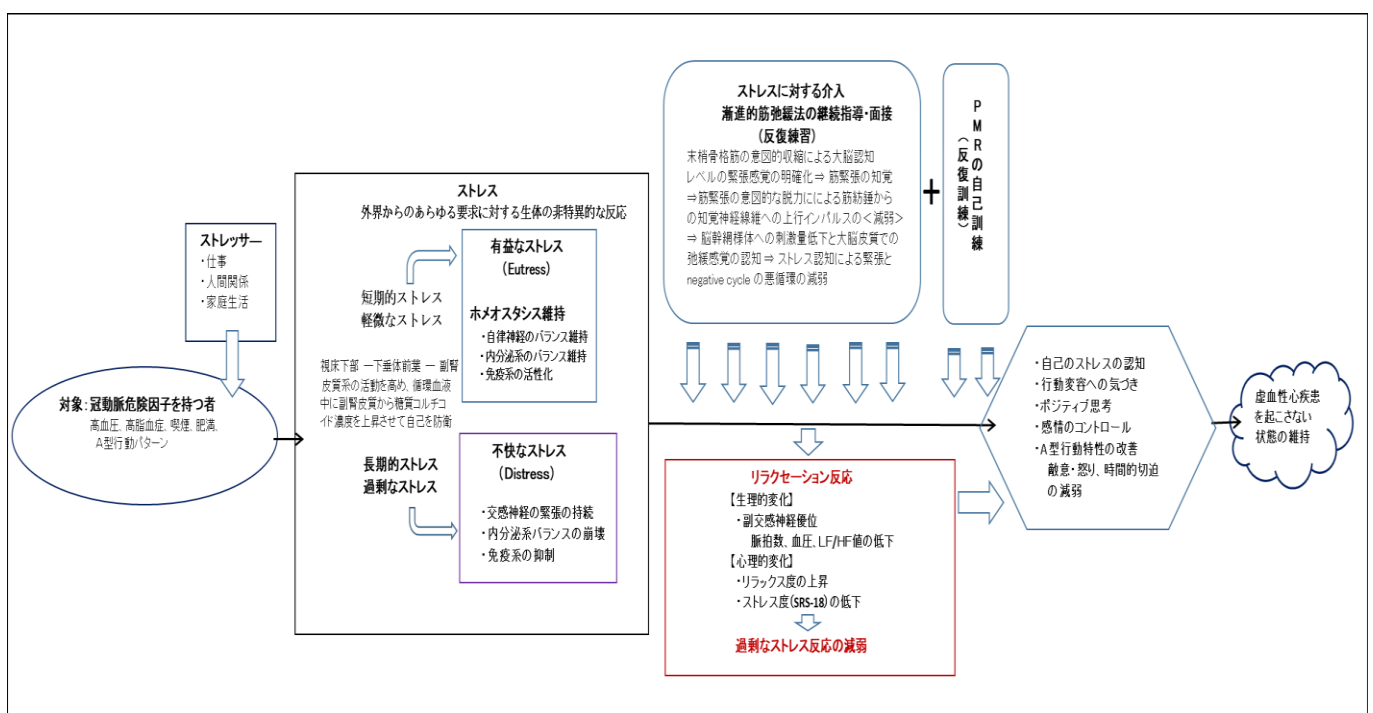 ストレッサー
・仕事
・人間関係
・家庭生活
対象：冠動脈危険因子を持つ者
高血圧、高脂血症、喫煙、肥満、
A型行動パターン
ストレス
外界からのあらゆる要求に対する生体の非特異的な反応
短期的ストレス
軽微なストレス
有益なストレス
(Eutress)
ホメオスタシス維持
・自律神経のバランス維持
・内分泌系のバランス維持
・免疫系の活性化
視床下部 ー下垂体前業 ー 副腎
皮質系の活動を高め、循環血液
中に副腎皮質から糖質コルチコ
イド濃度を上昇させて自己を防衛
長期的ストレス
過剰なストレス
不快なストレス
(Distress)
・交感神経の緊張の持続
・内分泌系バランスの崩壊
・免疫系の抑制
ストレスに対する介入
漸進的筋弛緩法の継続指導・面接
(反復練習)
末梢骨格筋の意図的収縮による大脳認知
レベルの緊張感覚の明確化⇒ 筋緊張の知覚
⇒筋緊張の意図的な脱力にによる筋紡錘から
の知覚神経線維への上行インパルスの＜減弱＞
⇒ 脳幹網様体への刺激量低下と大脳皮質での
弛緩感覚の認知 ⇒ ストレス認知による緊張と
negative cycle の悪循環の減弱
+
PMRの自己訓練
(反復訓練)
リラクセーション反応
【生理的変化】
・副交感神経優位
脈拍数、血圧、LF/HF値の低下
【心理的変化】
・リラックス度の上昇
・ストレス度(SRS-18)の低下
過剰なストレス反応の減弱
・自己のストレスの認知
・行動変容への気づき
・ポジティブ思考
・感情のコントロール
・A型行動特性の改善
敵意・怒り、時間的切迫
の減弱
虚血性心疾患
を起こさない
状態の維持